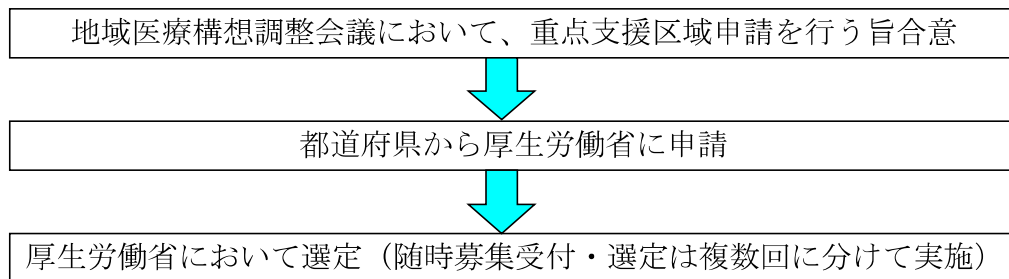 地域医療構想調整会議において、重点支援区域申請を行う旨合意
都道府県から厚生労働省に申請
厚生労働省において選定（随時募集受付・選定は複数回に分けて実施）